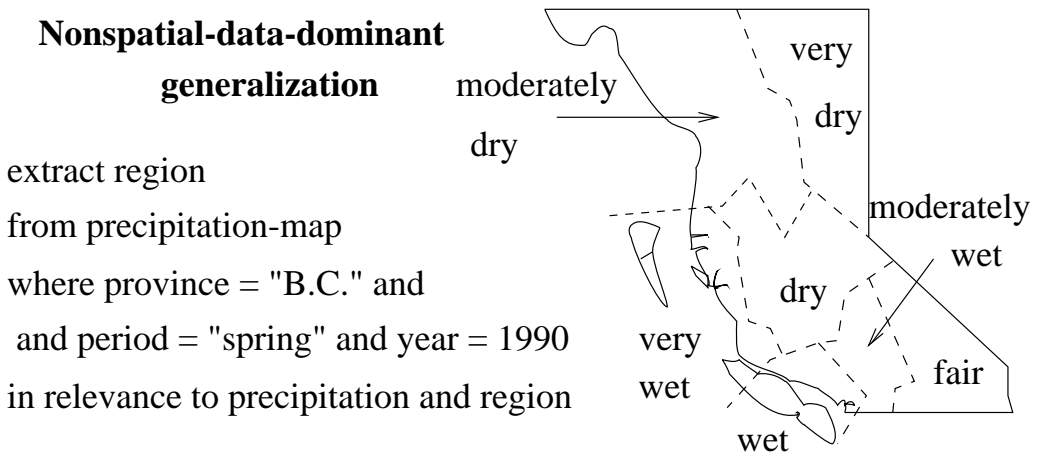 Nonspatial-data-dominant
generalization
extract region
from precipitation-map
where province = "B.C." and
and period = "spring" and year = 1990
in relevance to precipitation and region
moderately
dry
very
dry
moderately
wet
dry
very
wet
fair
wet